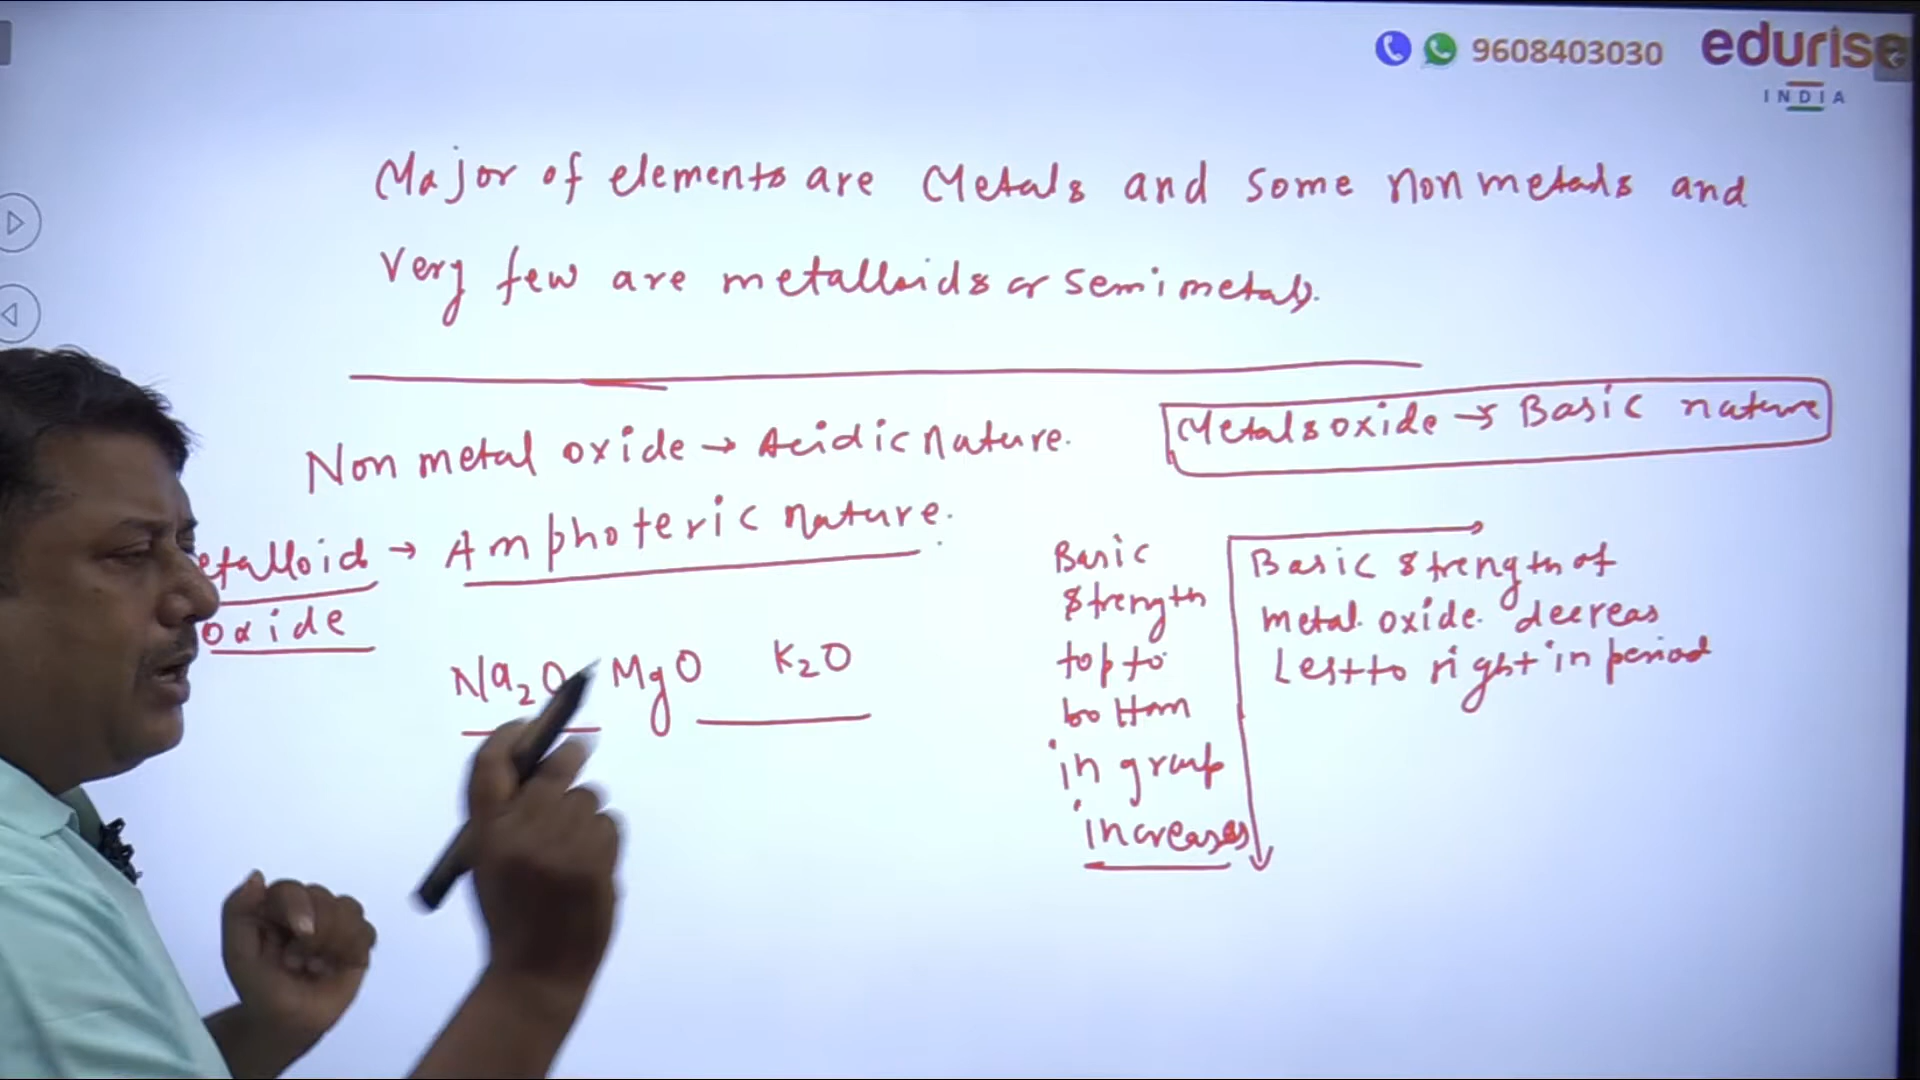 9608403030
edurise
INDIA
Major of elements are Metals and some non metals and
very few are metalloids or semi metals.
Non metal oxide → Acidic nature.
Metals oxide → Basic nature
etalloid → Amphoteric nature.
oxide
Na2O MgO K2O
Basic
strength
top to
bottom
in group
increases
Basic strength of
metal oxide decreas
Lest to right in period